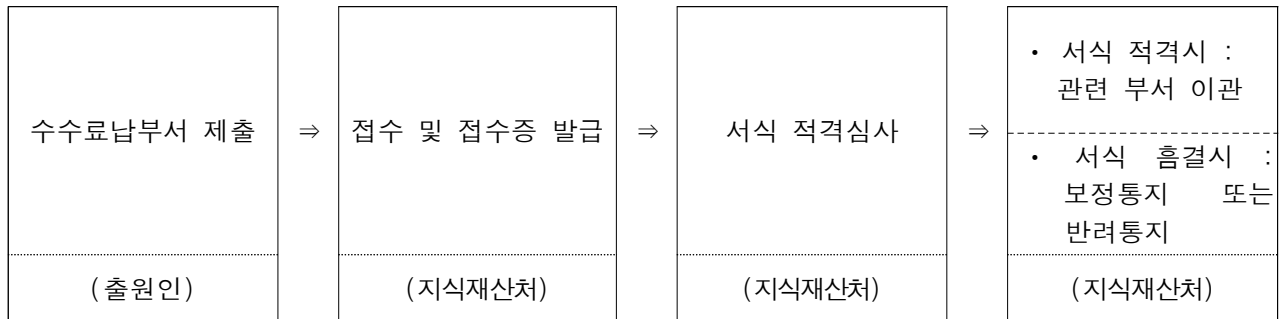 수수료납부서 제출
(출원인)
⇒
접수 및 접수증 발급
(지식재산처)
⇒
서식 적격심사
(지식재산처)
⇒
• 서식 적격시 :
관련 부서 이관
• 서식 흠결시 :
보정통지 또는
반려통지
(지식재산처)